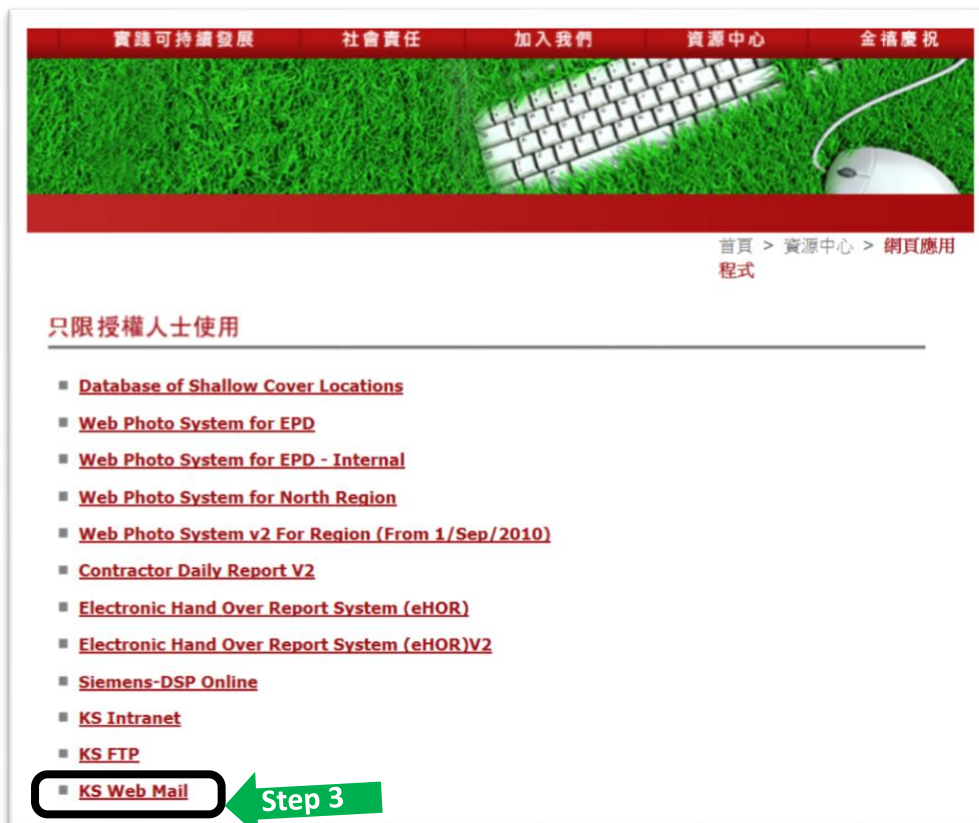 實踐可持續發展 社會責任 加入我們 資源中心 金禧慶祝
首頁 > 資源中心 > 網頁應用
程式
只限授權人士使用
Database of Shallow Cover Locations
Web Photo System for EPD
Web Photo System for EPD - Internal
Web Photo System for North Region
Web Photo System v2 For Region (From 1/Sep/2010)
Contractor Daily Report V2
Electronic Hand Over Report System (eHOR)
Electronic Hand Over Report System (eHOR)V2
Siemens-DSP Online
KS Intranet
KS FTP
KS Web Mail
Step 3